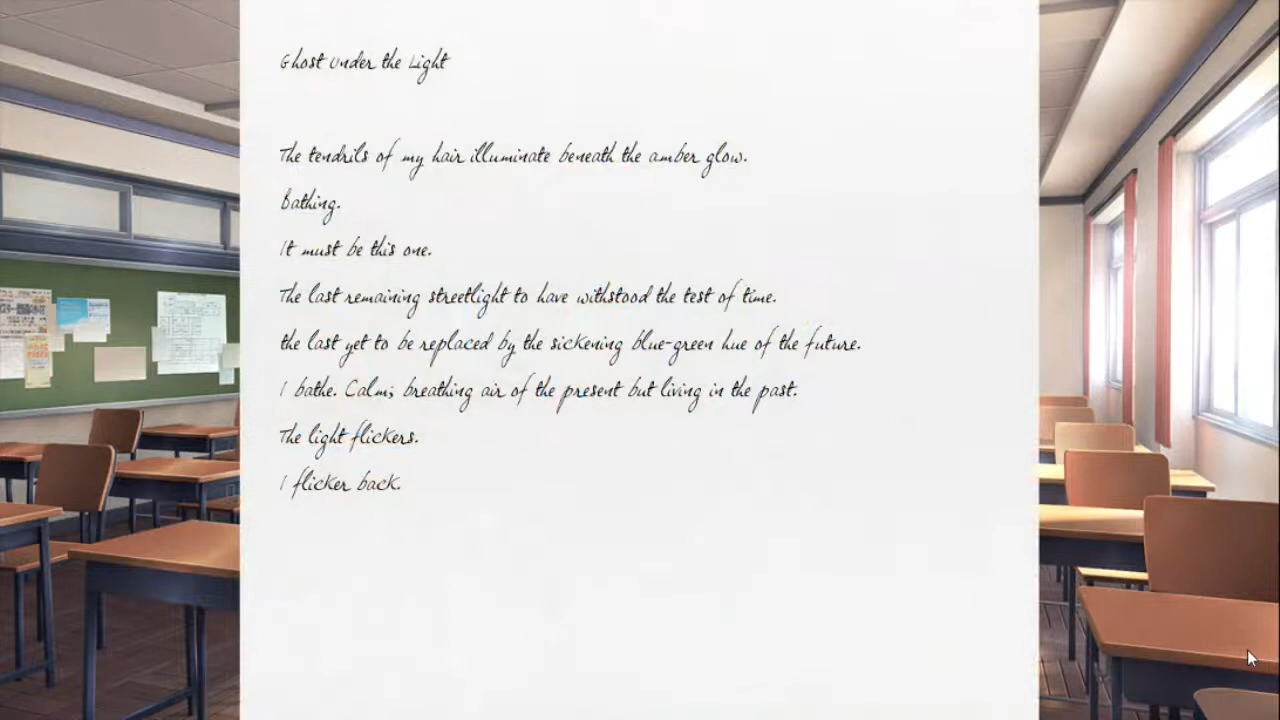 Ghost Under the Light
The tendrils of my hair illuminate beneath the amber glow.
Bathing.
It must be this one.
The last remaining streetlight to have withstood the test of time.
the last yet to be replaced by the sickening blue-green hue of the future.
I bathe. Calm; breathing air of the present but living in the past.
The light flickers.
I flicker back.